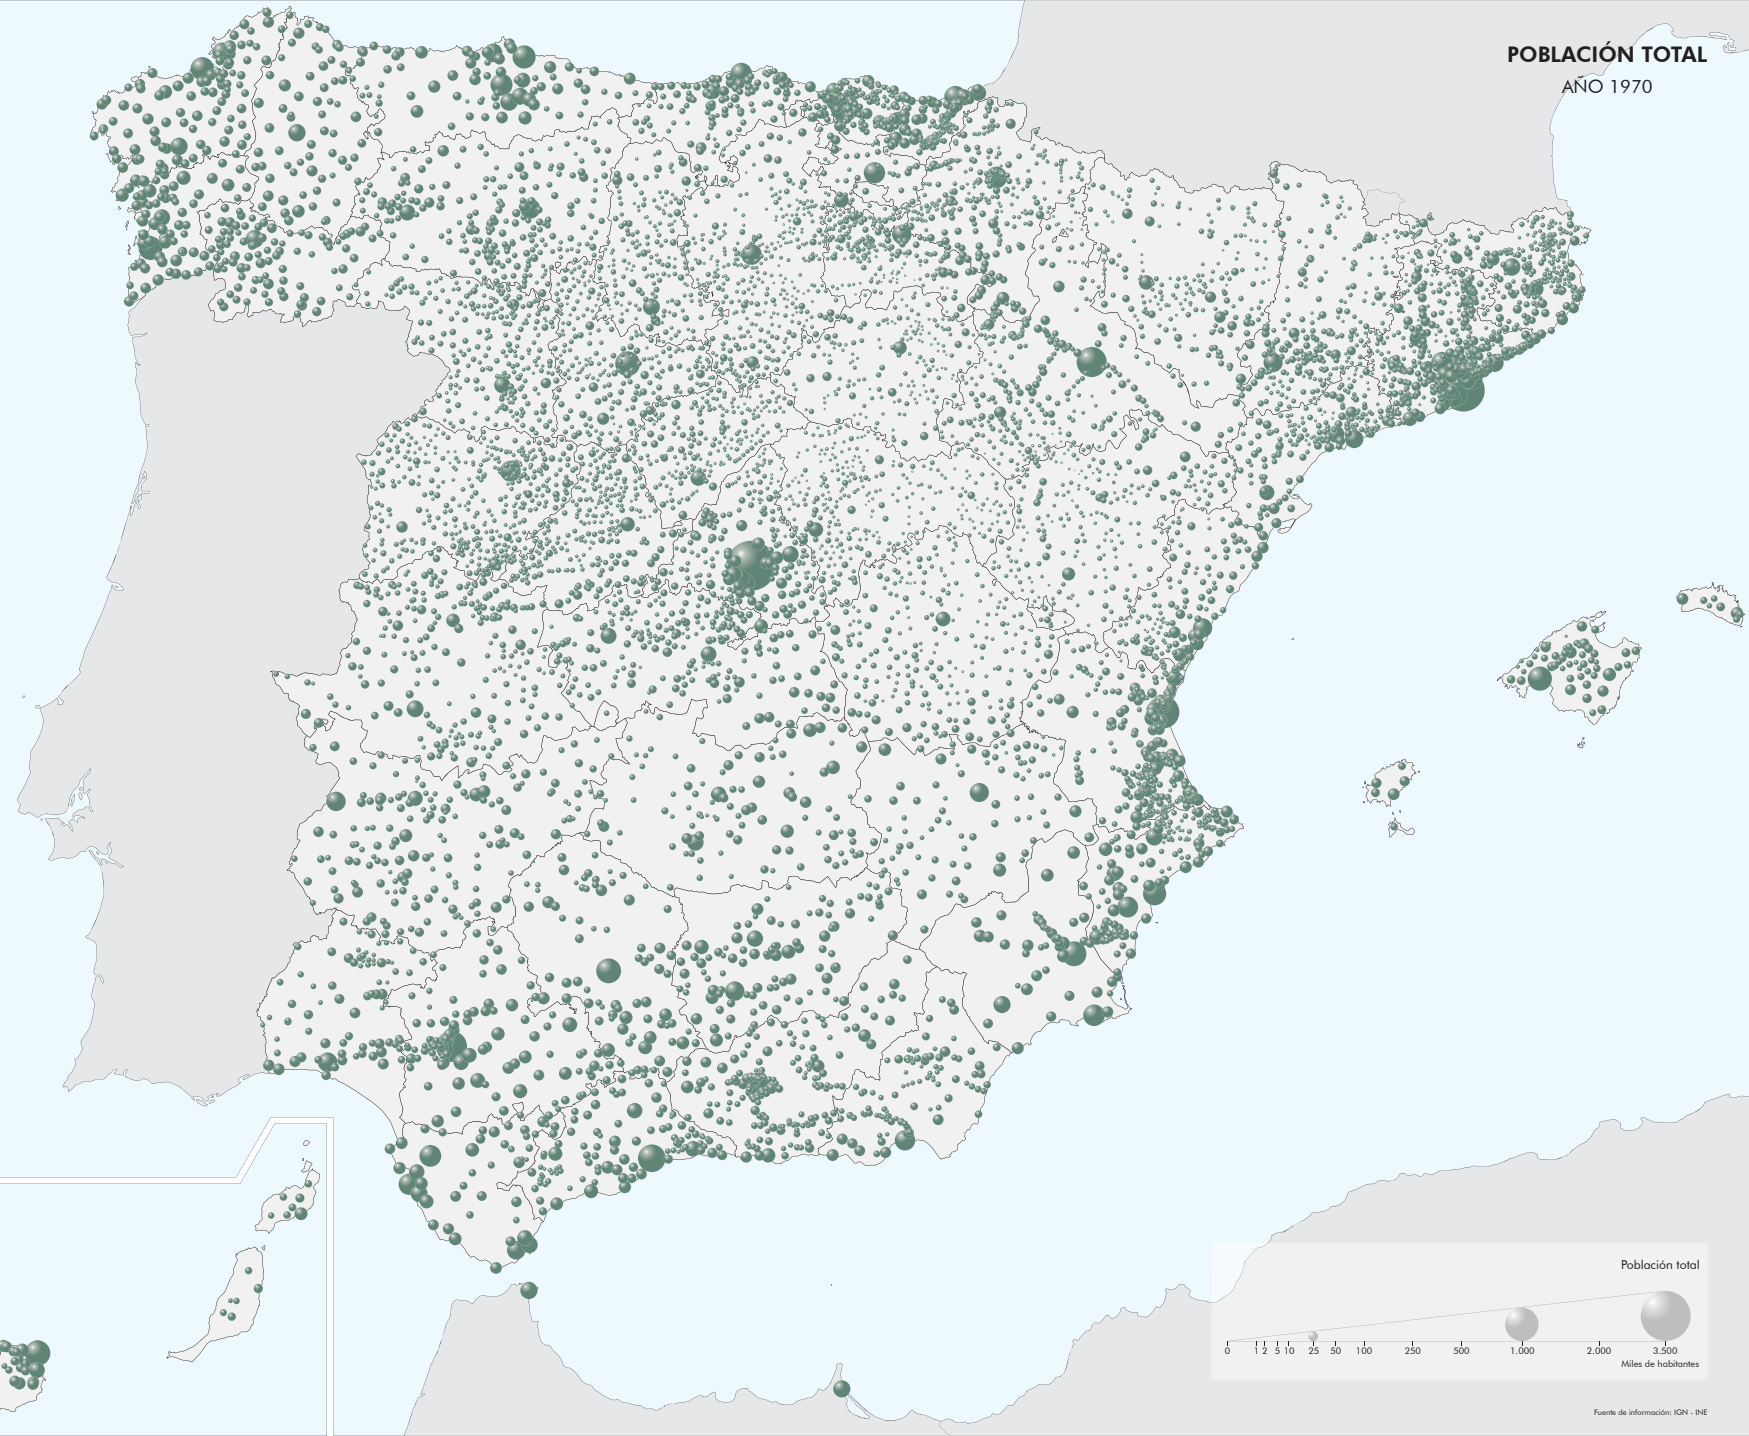 POBLACIÓN TOTAL
AÑO 1970
Población total
0 1 2 5 10 25 50 100 250 500 1.000 2.000 3.500
Miles de habitantes
Fuente de información: IGN - INE